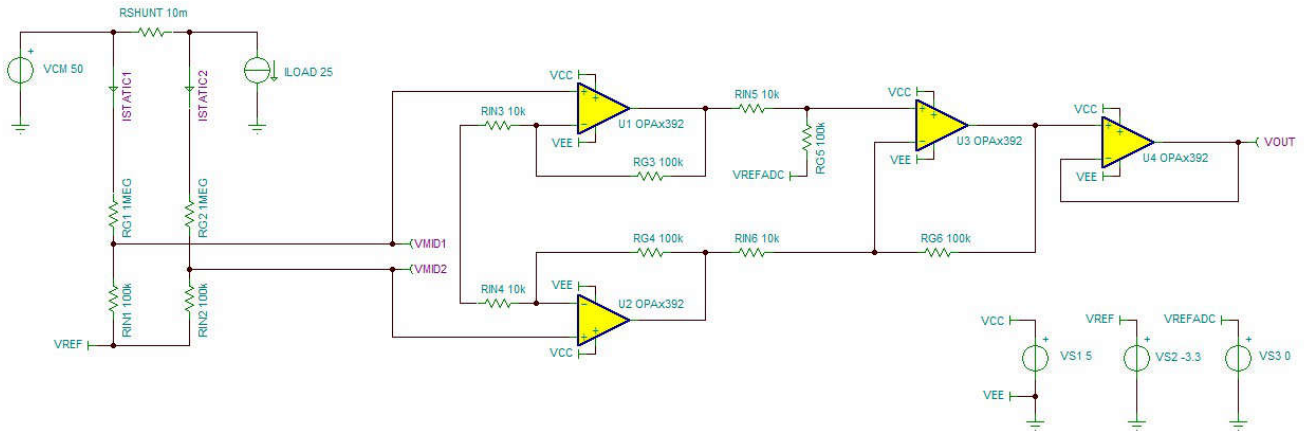 RSHUNT 10m
VCM 50
ISTATIC1
ISTATIC2
ILOAD 25
RG1 1MEG
RG2 1MEG
VMID1
VMID2
RIN1 100k
RIN2 100k
VREF
VCC
RIN3 10k
U1 OPAx392
VEE
RG3 100k
RIN5 10k
RG5 100k
VREFADC
VCC
VEE
U3 OPAx392
VCC
U4 OPAx392
VEE
VOUT
RG4 100k
RIN6 10k
RG6 100k
RIN4 10k
VEE
U2 OPAx392
VCC
VCC
VREF
VREFADC
VS1 5
VS2 -3.3
VS3 0
VEE